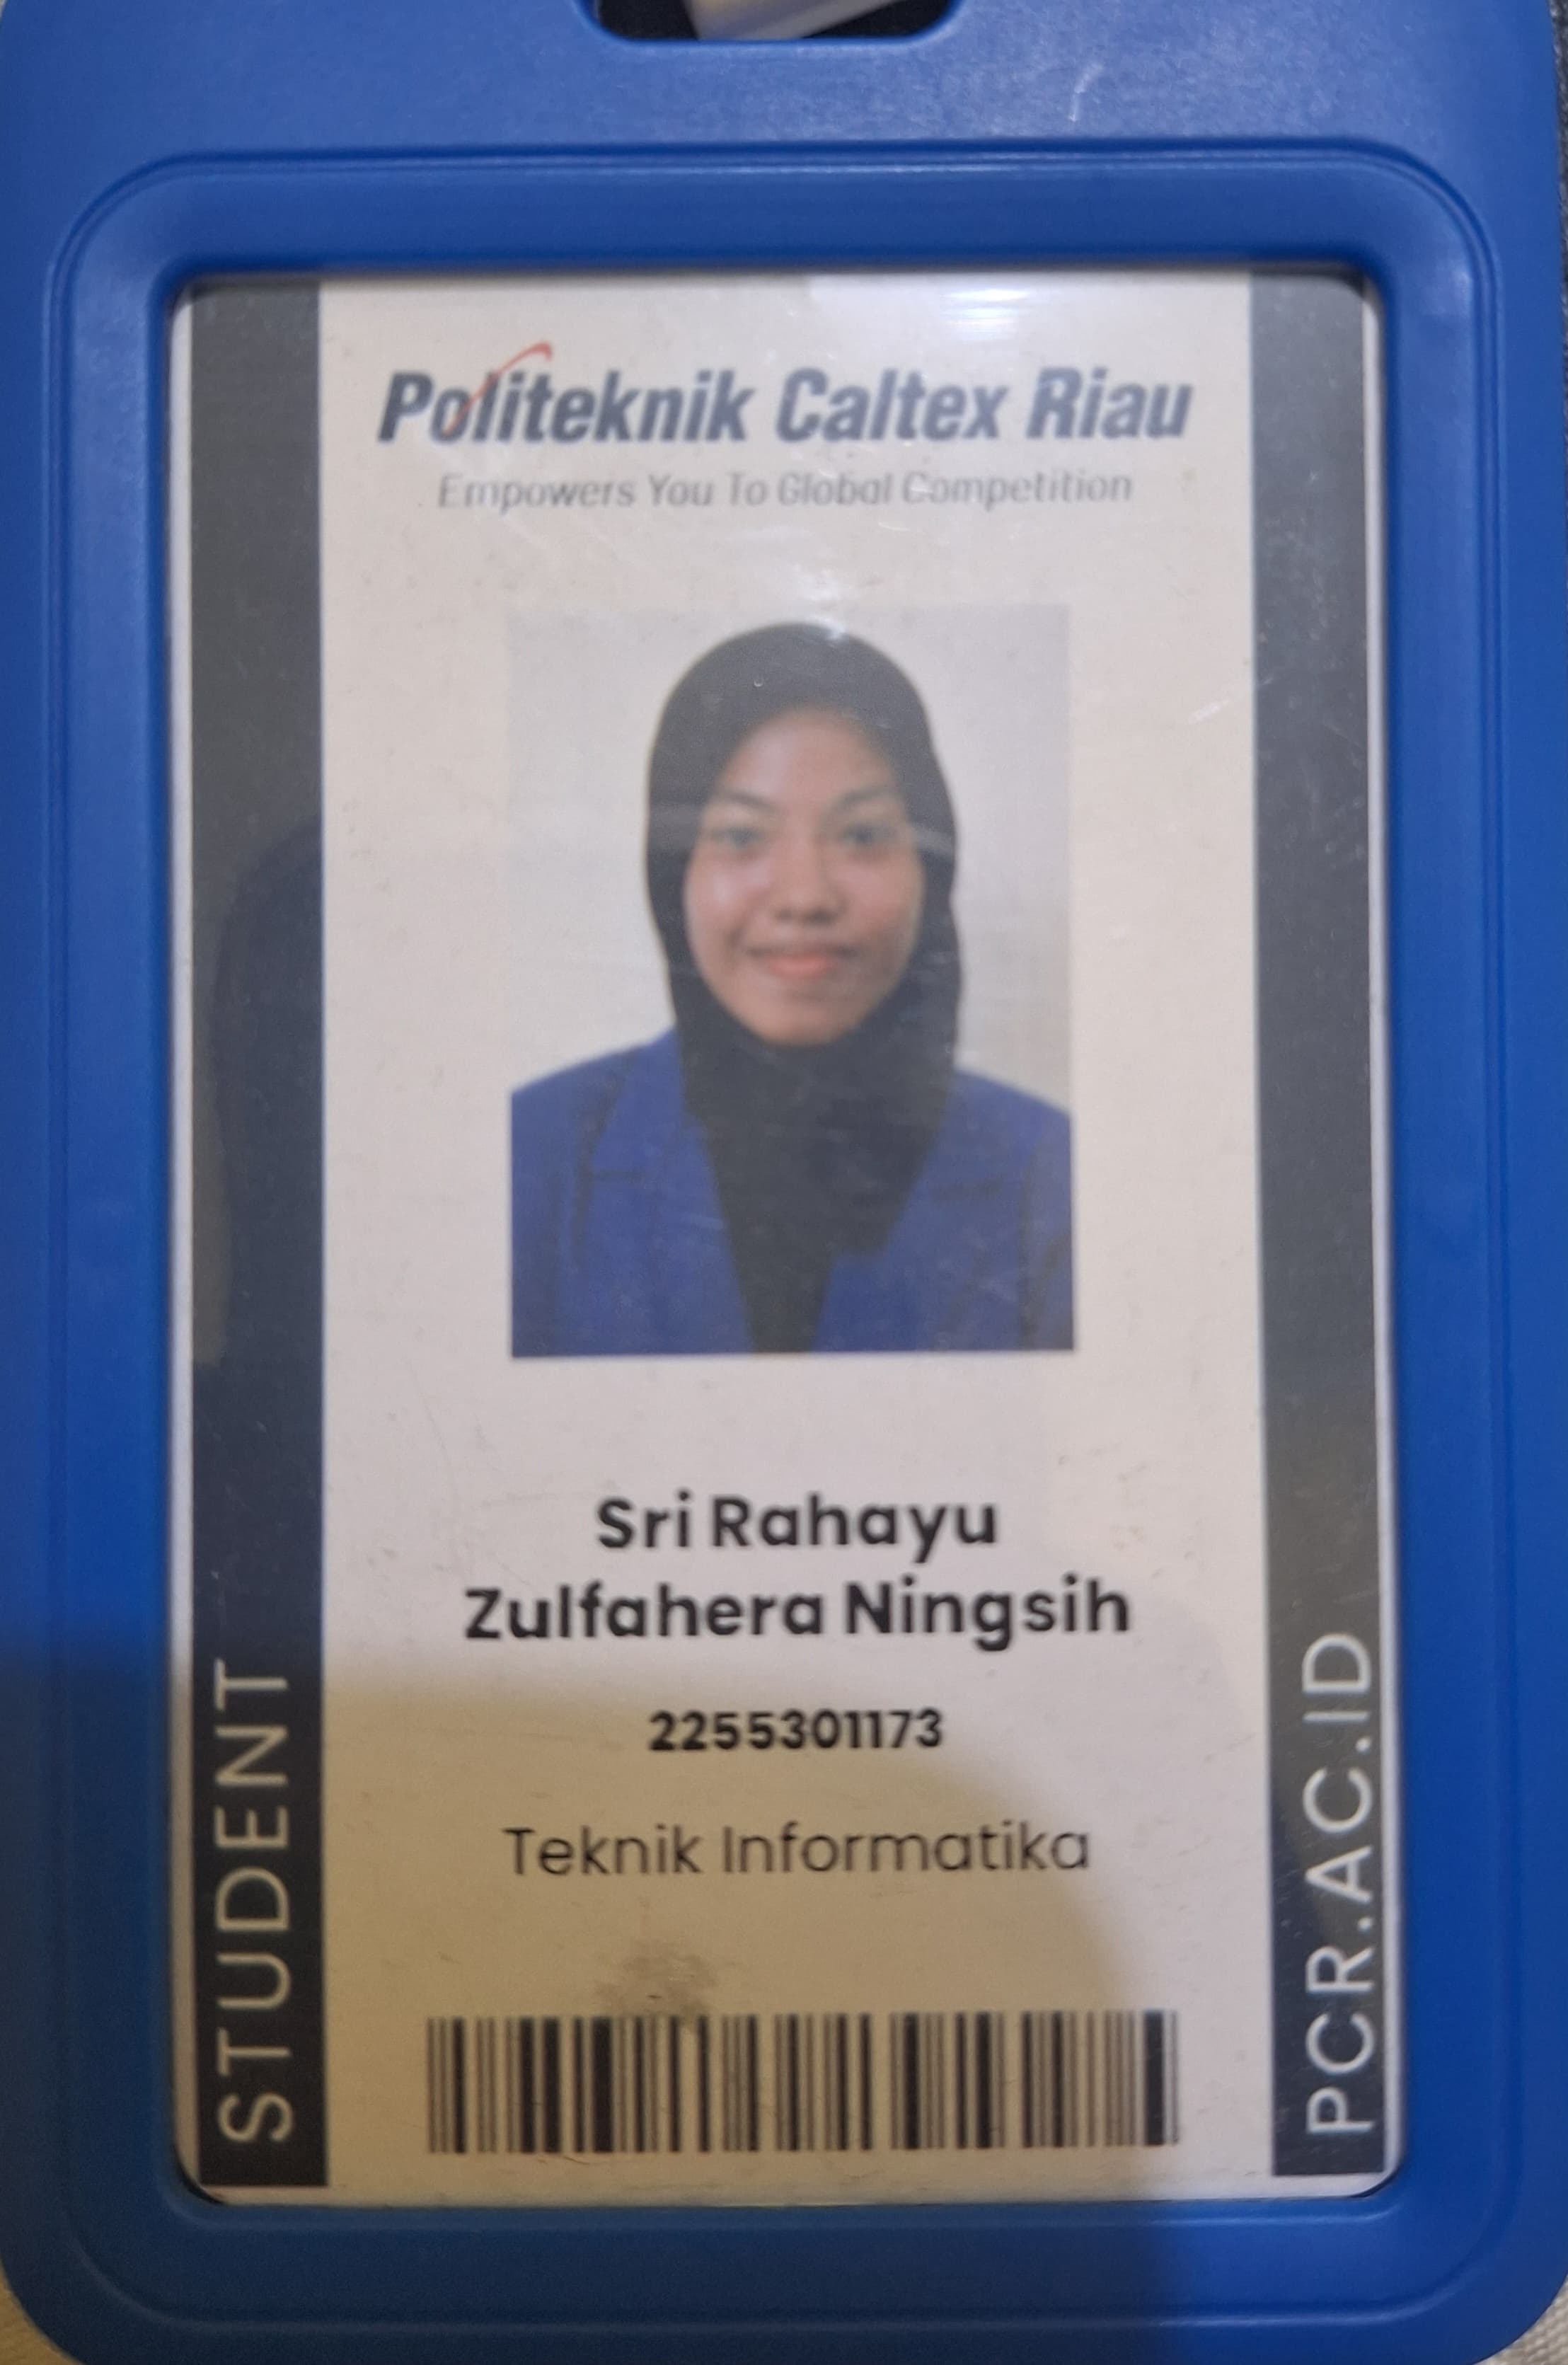 Politeknik Caltex Riau
Empowers You To Global Competition
Sri Rahayu
Zulfahera Ningsih
2255301173
Teknik Informatika
STUDENT
PCR.AC.ID